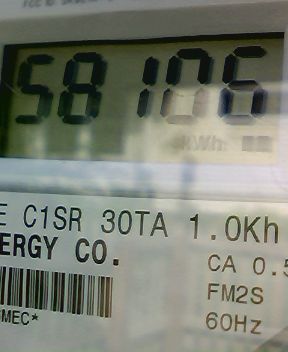 58106
kWh
E C1SR 30TA 1.0Kh
ERGY CO.
CA 0.5
FM2S
MEC*
60Hz